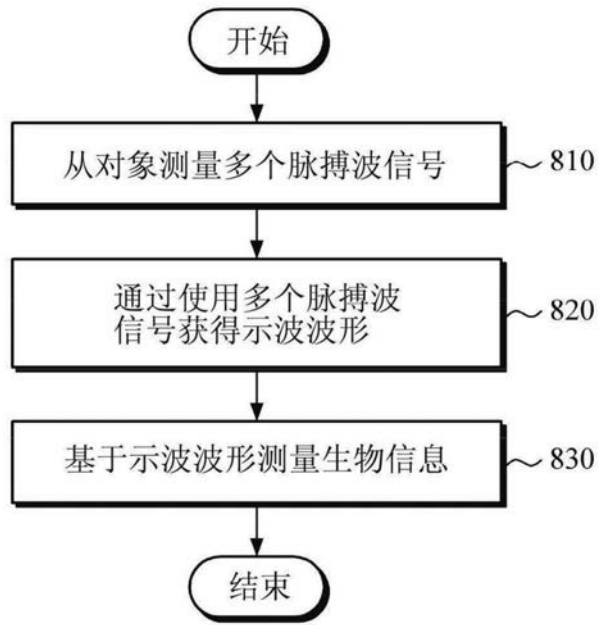 开始
从对象测量多个脉搏波信号
810
通过使用多个脉搏波
信号获得示波波形
820
基于示波波形测量生物信息
830
结束